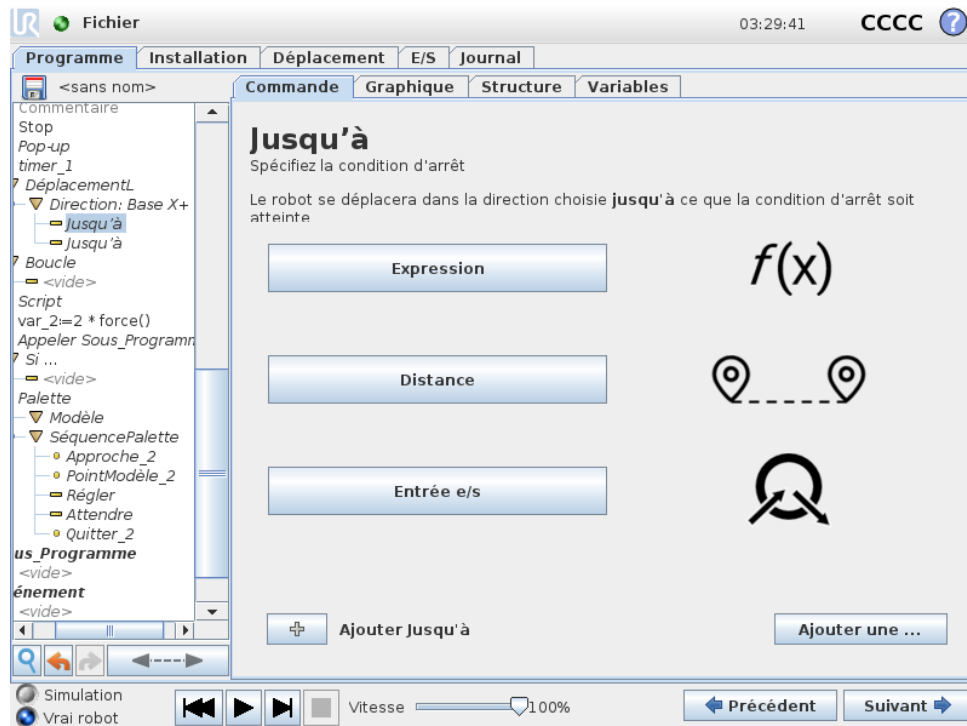 UR Fichier 03:29:41 CCCC ?
Programme Installation Déplacement E/S Journal
<sans nom> Commande Graphique Structure Variables
Commentaire
Stop
Pop-up
timer_1
DéplacementL
Direction: Base X+
Jusqu'à
Jusqu'à
Boucle
<vide>
Script
var_2:=2 * force()
Appeler Sous_Programm
Si ...
<vide>
Palette
Modèle
SéquencePalette
Approche_2
PointModèle_2
Régler
Attendre
Quitter_2
us_Programme
<vide>
énement
<vide>
Jusqu'à
Spécifiez la condition d'arrêt
Le robot se déplacera dans la direction choisie jusqu'à ce que la condition d'arrêt soit
atteinte
Expression f(x)
Distance
Entrée e/s
Ajouter Jusqu'à Ajouter une ...
Simulation
Vrai robot
Vitesse 100%
Précédent Suivant